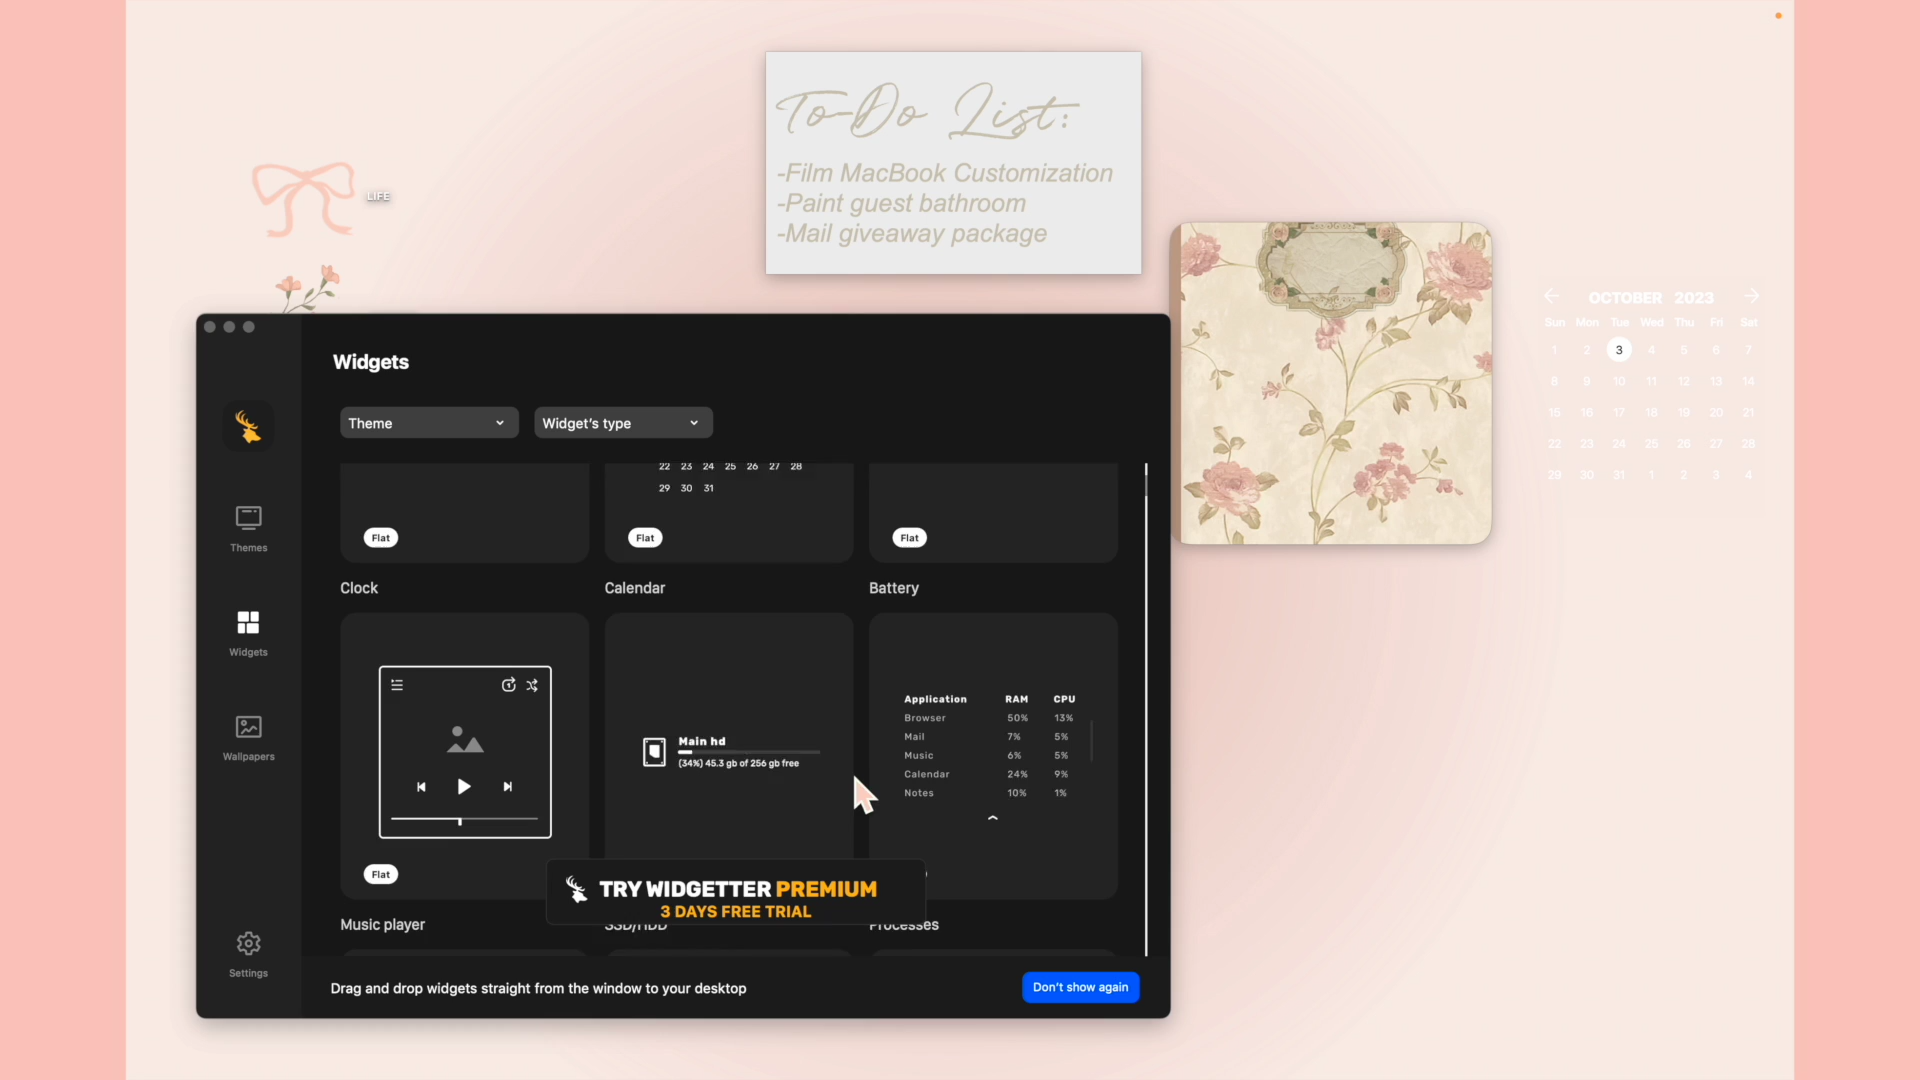 To-Do List:
-Film MacBook Customization
-Paint guest bathroom
-Mail giveaway package
LIFE
OCTOBER 2023
Sun Mon Tue Wed Thu Fri Sat
1 2 3 4 5 6 7
8 9 10 11 12 13 14
15 16 17 18 19 20 21
22 23 24 25 26 27 28
29 30 31 1 2 3 4
Widgets
Theme
Widget's type
22 23 24 25 26 27 28
29 30 31
Flat
Flat
Flat
Clock
Calendar
Battery
Themes
Widgets
Wallpapers
Settings
Main hd
(34%) 45.3 gb of 256 gb free
Application RAM CPU
Browser 50% 13%
Mail 7% 5%
Music 6% 5%
Calendar 24% 9%
Notes 10% 1%
Flat
TRY WIDGETTER PREMIUM
3 DAYS FREE TRIAL
Music player
SSD/HDD
Processes
Drag and drop widgets straight from the window to your desktop
Don't show again